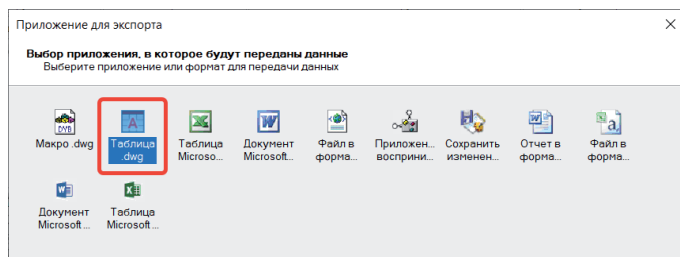 Приложение для экспорта
Выбор приложения, в которое будут переданы данные
Выберите приложение или формат для передачи данных
Макро .dwg
Таблица .dwg
Таблица Microso...
Документ Microsoft...
Файл в форма...
Приложен... восприни...
Сохранить изменен...
Отчет в форма...
Файл в форма...
Документ Microsoft ...
Таблица Microsoft ...